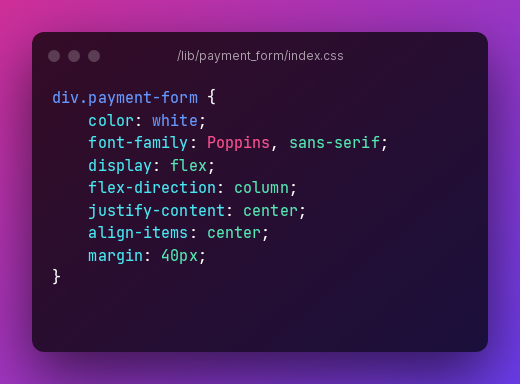 /lib/payment_form/index.css
div.payment-form {
    color: white;
    font-family: Poppins, sans-serif;
    display: flex;
    flex-direction: column;
    justify-content: center;
    align-items: center;
    margin: 40px;
}